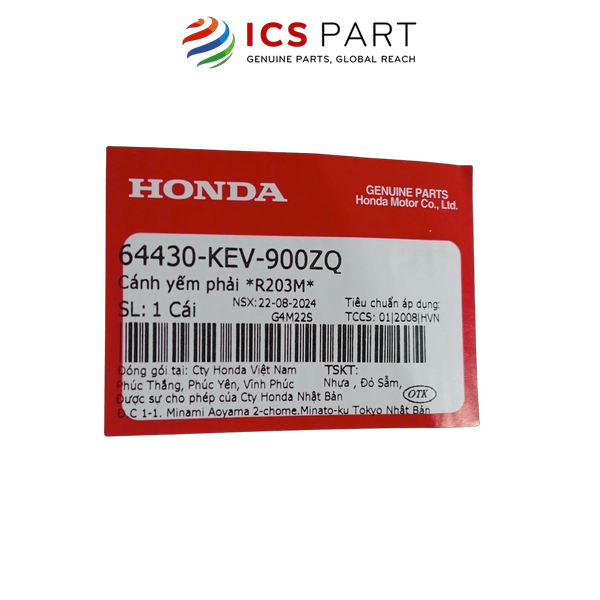 ICS PART
GENUINE PARTS, GLOBAL REACH
HONDA
GENUINE PARTS
Honda Motor Co., Ltd.
64430-KEV-900ZQ
Cánh yếm phải *R203M*
SL: 1 Cái
NSX: 22-08-2024
G4M22S
Tiêu chuẩn áp dụng:
TCCS: 01|2008|HVN
Đóng gói tại: Cty Honda Việt Nam
Phúc Thắng, Phúc Yên, Vĩnh Phúc
Được sự cho phép của Cty Honda Nhật Bản
Đ.C 1-1. Minami Aoyama 2-chome.Minato-ku Tokyo Nhật Bản
TSKT:
Nhựa , Đỏ Sẫm,
OTK